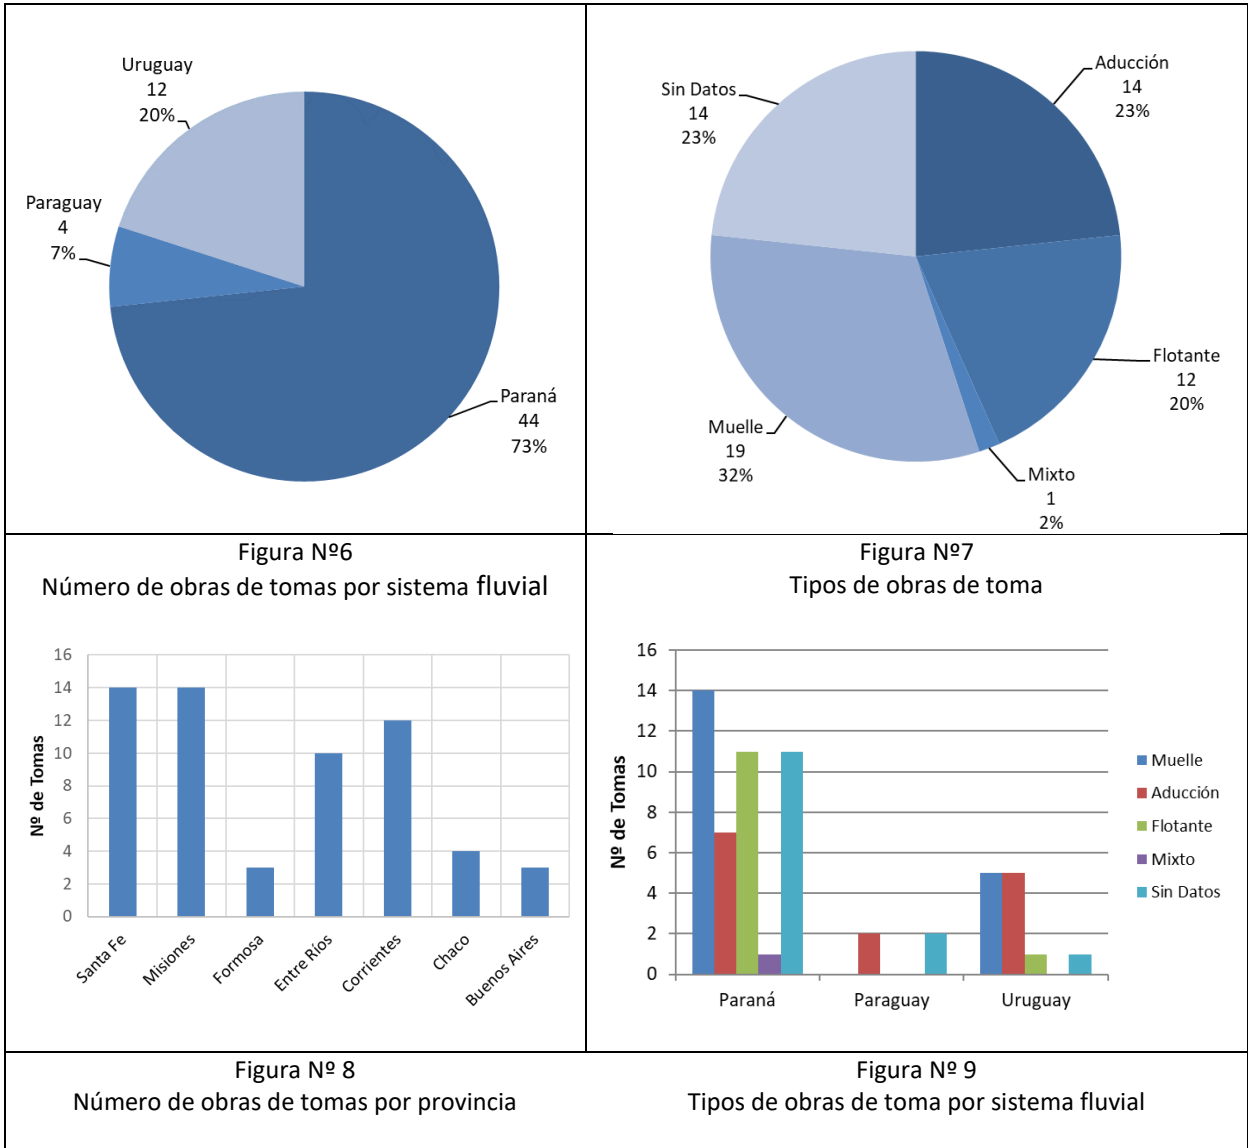 Uruguay
12
20%
Paraguay
4
7%
Paraná
44
73%
Sin Datos
14
23%
Aducción
14
23%
Flotante
12
20%
Muelle
19
32%
Mixto
1
2%
Figura Nº6
Número de obras de tomas por sistema fluvial
Figura Nº7
Tipos de obras de toma
Nº de Tomas
16
14
12
10
8
6
4
2
0
Santa Fe
Misiones
Formosa
Entre Ríos
Corrientes
Chaco
Buenos Aires
Nº de Tomas
16
14
12
10
8
6
4
2
0
Paraná
Paraguay
Uruguay
Muelle
Aducción
Flotante
Mixto
Sin Datos
Figura Nº 8
Número de obras de tomas por provincia
Figura Nº 9
Tipos de obras de toma por sistema fluvial